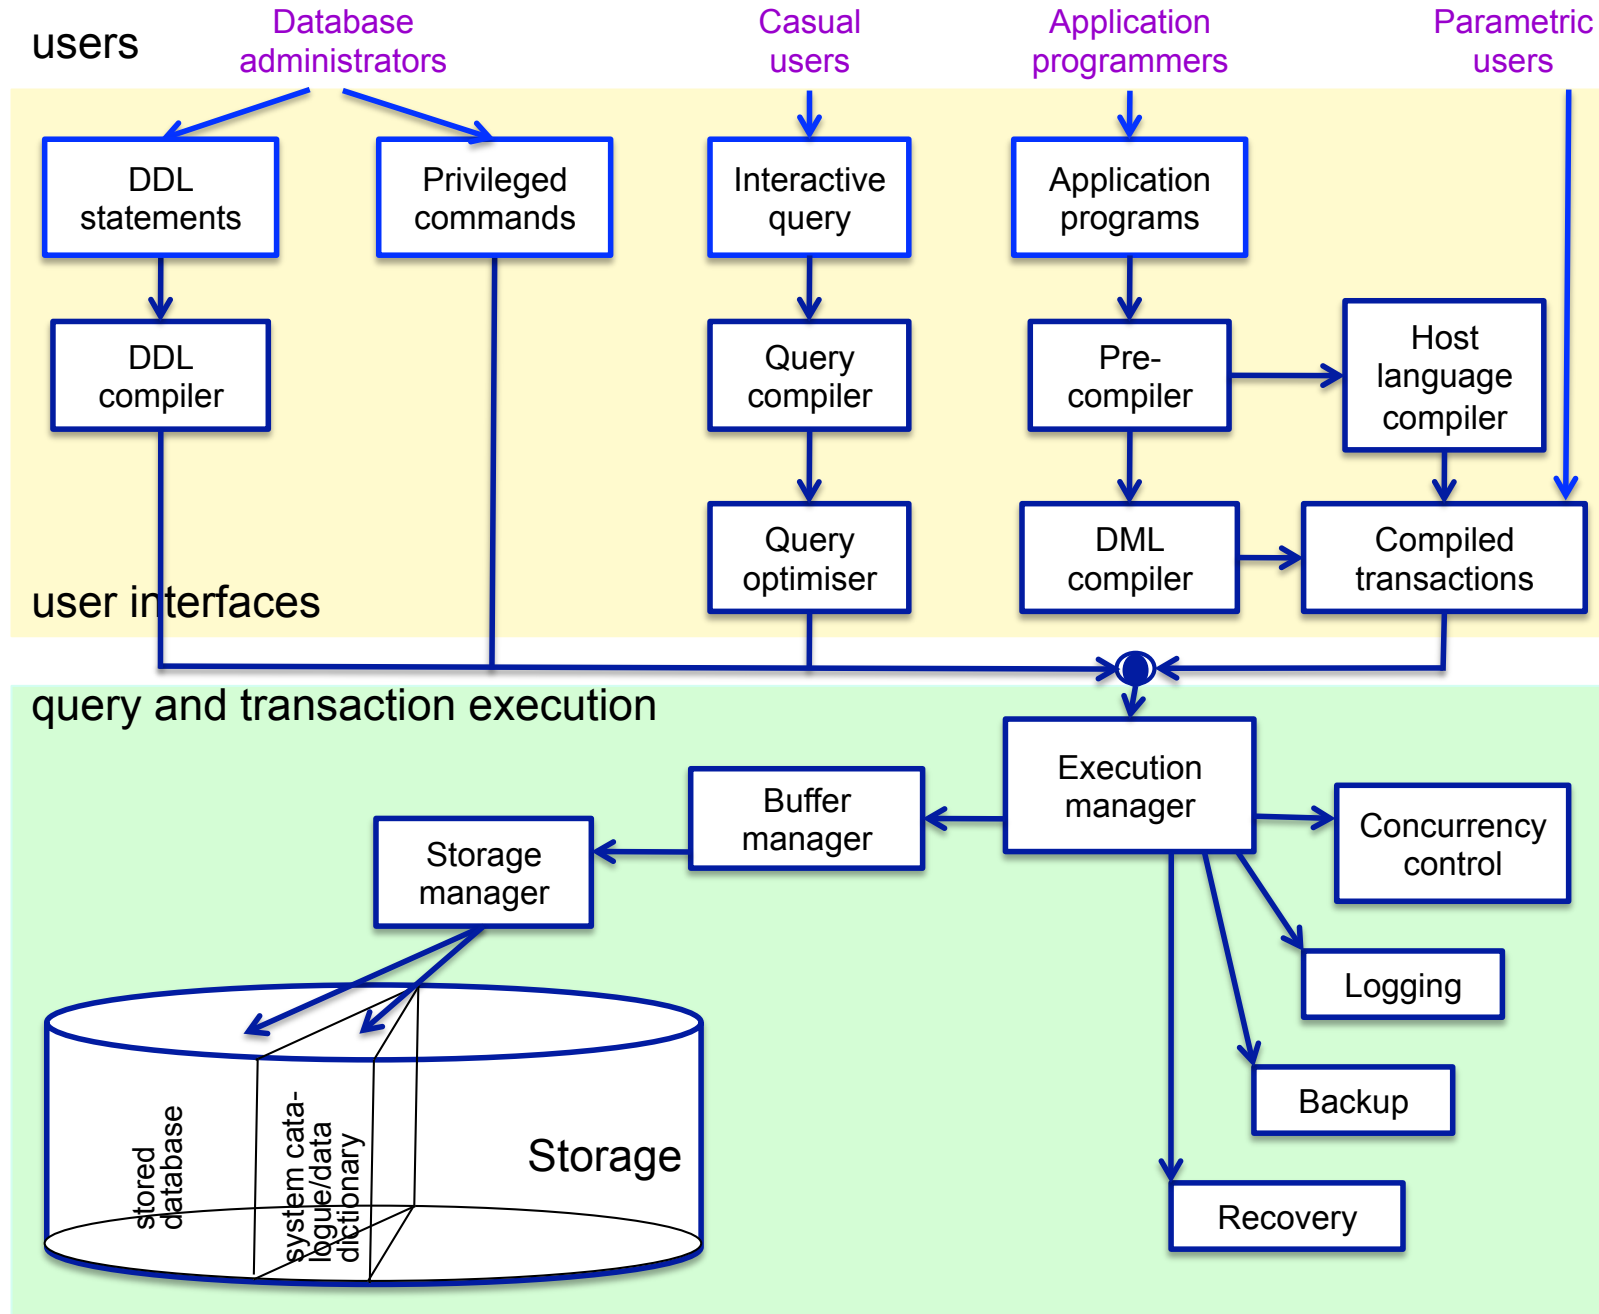 users
Database
administrators
Casual
users
Application
programmers
Parametric
users
DDL
statements
Privileged
commands
Interactive
query
Application
programs
DDL
compiler
Query
compiler
Pre-
compiler
Host
language
compiler
Query
optimiser
DML
compiler
Compiled
transactions
user interfaces
query and transaction execution
Execution
manager
Buffer
manager
Storage
manager
Concurrency
control
Logging
Backup
Recovery
stored
database
system cata-
logue/data
dictionary
Storage